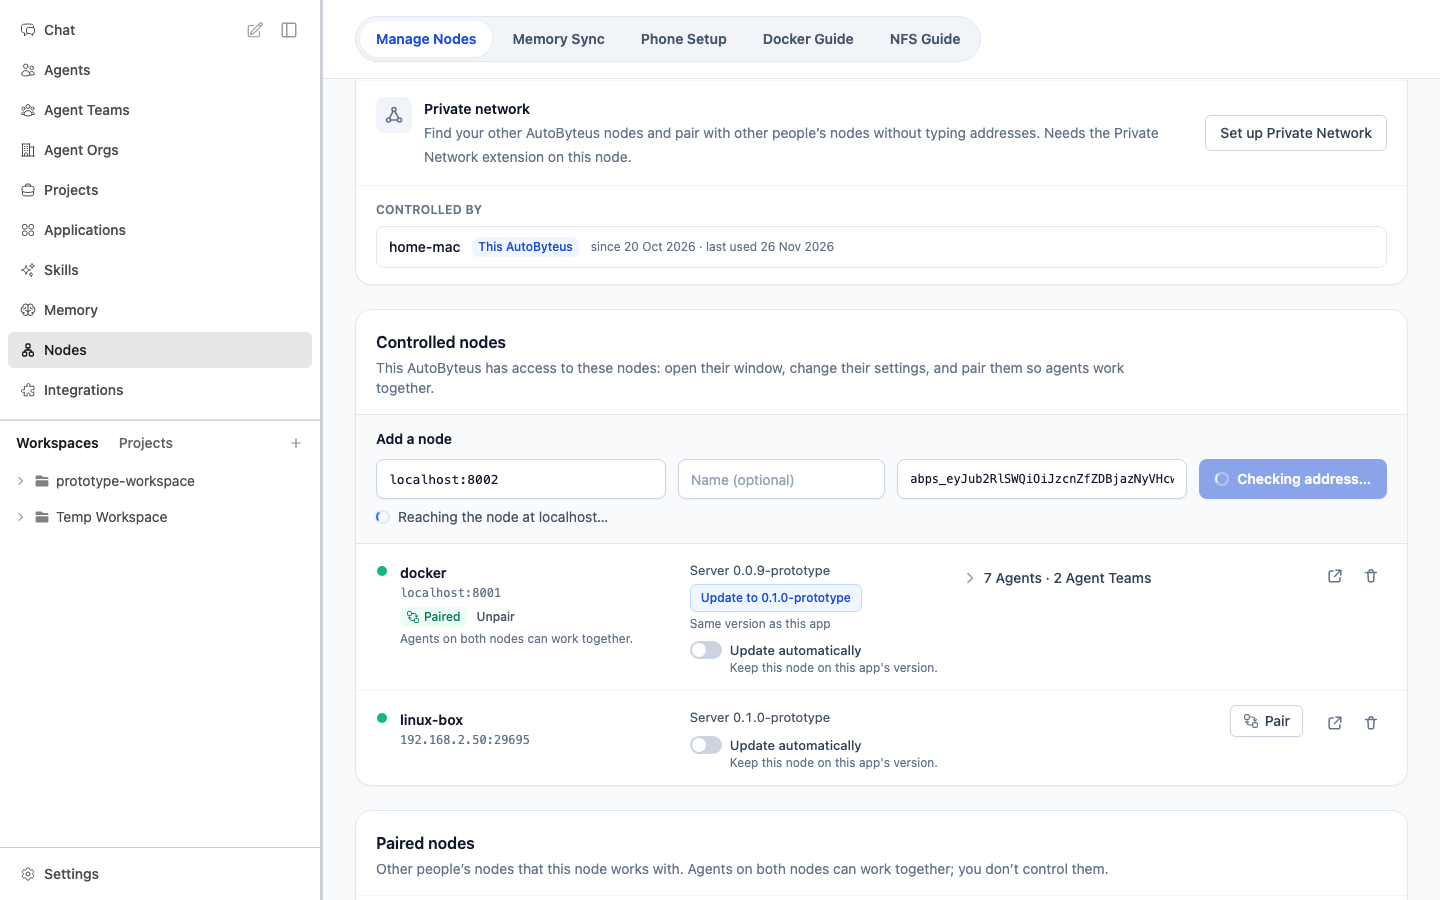 Chat
Agents
Agent Teams
Agent Orgs
Projects
Applications
Skills
Memory
Nodes
Integrations
Workspaces Projects
prototype-workspace
Temp Workspace
Settings
Manage Nodes Memory Sync Phone Setup Docker Guide NFS Guide
Private network
Find your other AutoByteus nodes and pair with other people’s nodes without typing addresses. Needs the Private
Network extension on this node.
Set up Private Network
CONTROLLED BY
home-mac This AutoByteus since 20 Oct 2026 · last used 26 Nov 2026
Controlled nodes
This AutoByteus has access to these nodes: open their window, change their settings, and pair them so agents work
together.
Add a node
localhost:8002 Name (optional) abps_eyJub2RlSWQiOiJzcnZfZDBjazNyVHcw Checking address...
Reaching the node at localhost...
docker
localhost:8001
Paired Unpair
Agents on both nodes can work together.
Server 0.0.9-prototype
Update to 0.1.0-prototype
Same version as this app
Update automatically
Keep this node on this app's version.
7 Agents · 2 Agent Teams
linux-box
192.168.2.50:29695
Server 0.1.0-prototype
Update automatically
Keep this node on this app's version.
Pair
Paired nodes
Other people’s nodes that this node works with. Agents on both nodes can work together; you don’t control them.